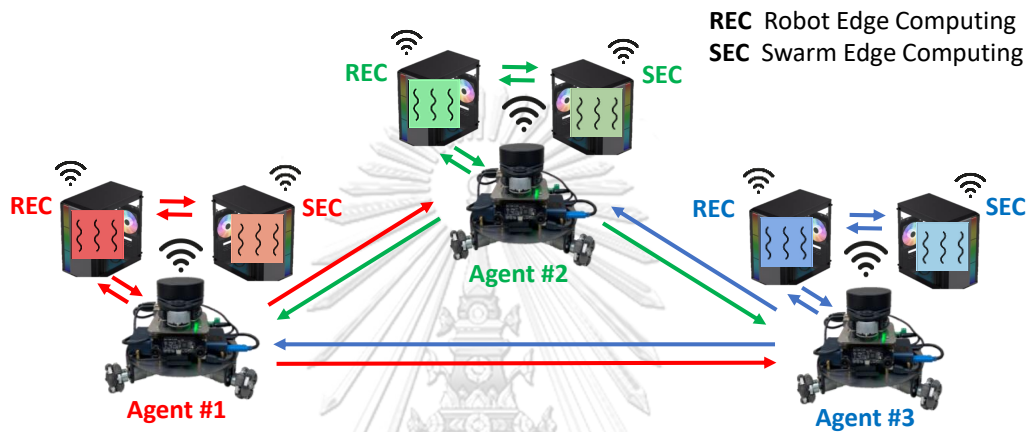 REC Robot Edge Computing
SEC Swarm Edge Computing
REC
SEC
REC
SEC
REC
SEC
Agent #2
Agent #1
Agent #3